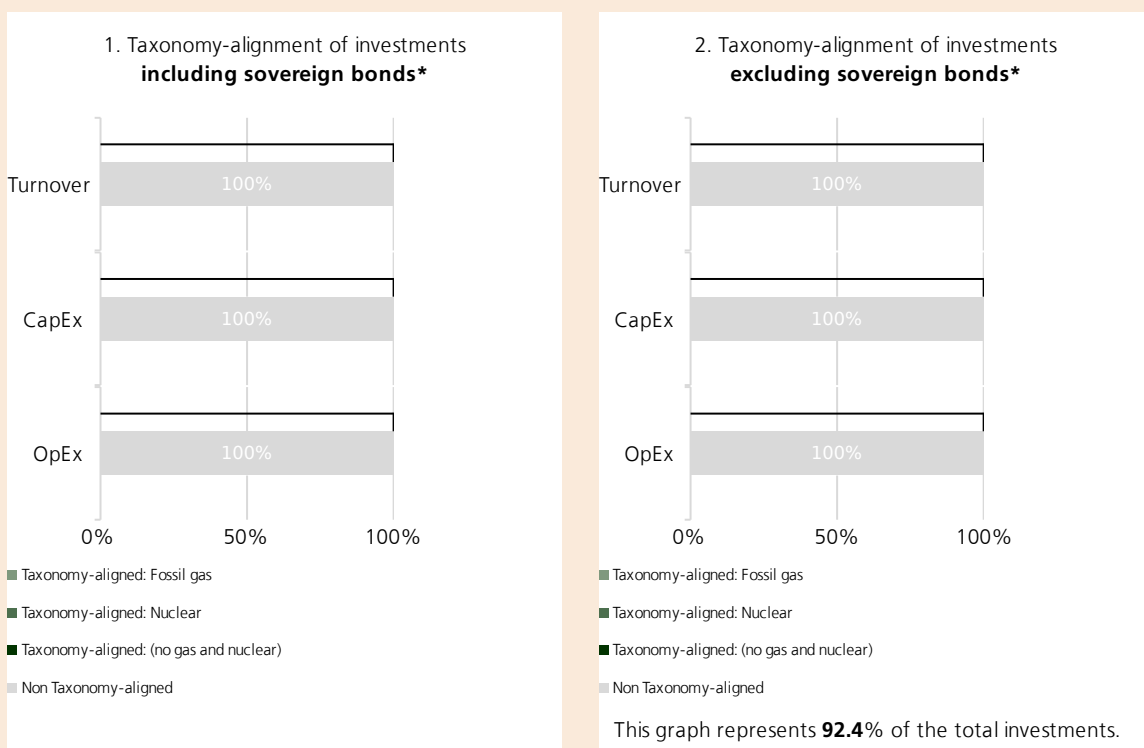 1. Taxonomy-alignment of investments
including sovereign bonds*
Turnover
100%
CapEx
100%
OpEx
100%
0% 50% 100%
Taxonomy-aligned: Fossil gas
Taxonomy-aligned: Nuclear
Taxonomy-aligned: (no gas and nuclear)
Non Taxonomy-aligned
2. Taxonomy-alignment of investments
excluding sovereign bonds*
Turnover
100%
CapEx
100%
OpEx
100%
0% 50% 100%
Taxonomy-aligned: Fossil gas
Taxonomy-aligned: Nuclear
Taxonomy-aligned: (no gas and nuclear)
Non Taxonomy-aligned
This graph represents 92.4% of the total investments.